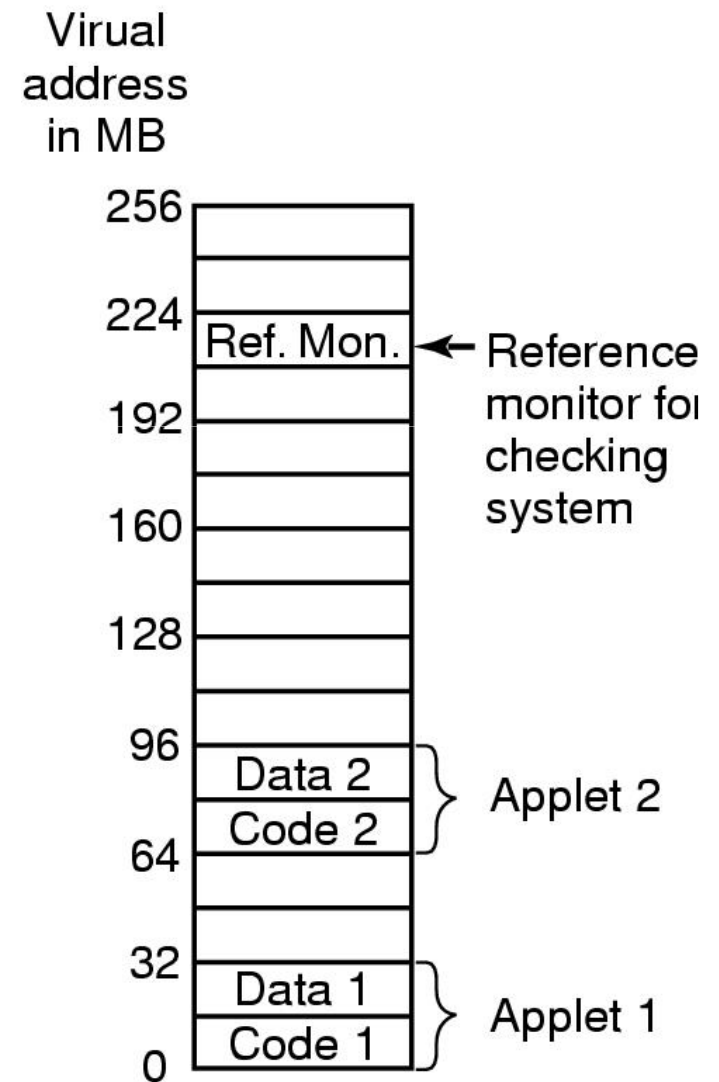 Virual
address
in MB
256
224
Ref. Mon.
Reference
monitor for
checking
system
192
160
128
96
Data 2
Code 2
Applet 2
64
32
Data 1
Code 1
Applet 1
0